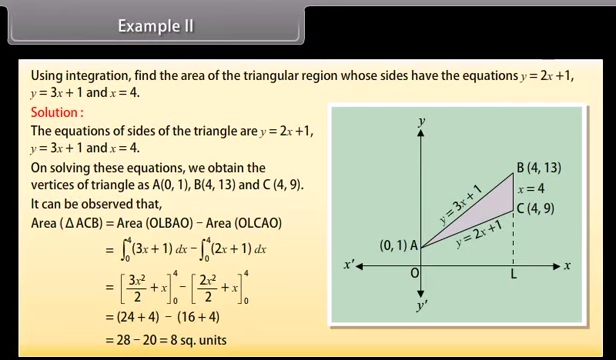 Example II
Using integration, find the area of the triangular region whose sides have the equations y = 2x +1,
y = 3x + 1 and x = 4.
Solution :
The equations of sides of the triangle are y = 2x +1,
y = 3x + 1 and x = 4.
On solving these equations, we obtain the
vertices of triangle as A(0, 1), B(4, 13) and C (4, 9).
It can be observed that,
Area (Δ ACB) = Area (OLBAO) − Area (OLCAO)
= ∫₀⁴ (3x + 1) dx − ∫₀⁴ (2x + 1) dx
= [3x²/2 + x]₀⁴ − [2x²/2 + x]₀⁴
= (24 + 4) − (16 + 4)
= 28 − 20 = 8 sq. units
y
B (4, 13)
y = 3x + 1
x = 4
C (4, 9)
y = 2x + 1
(0, 1) A
x′
O
L
x
y′